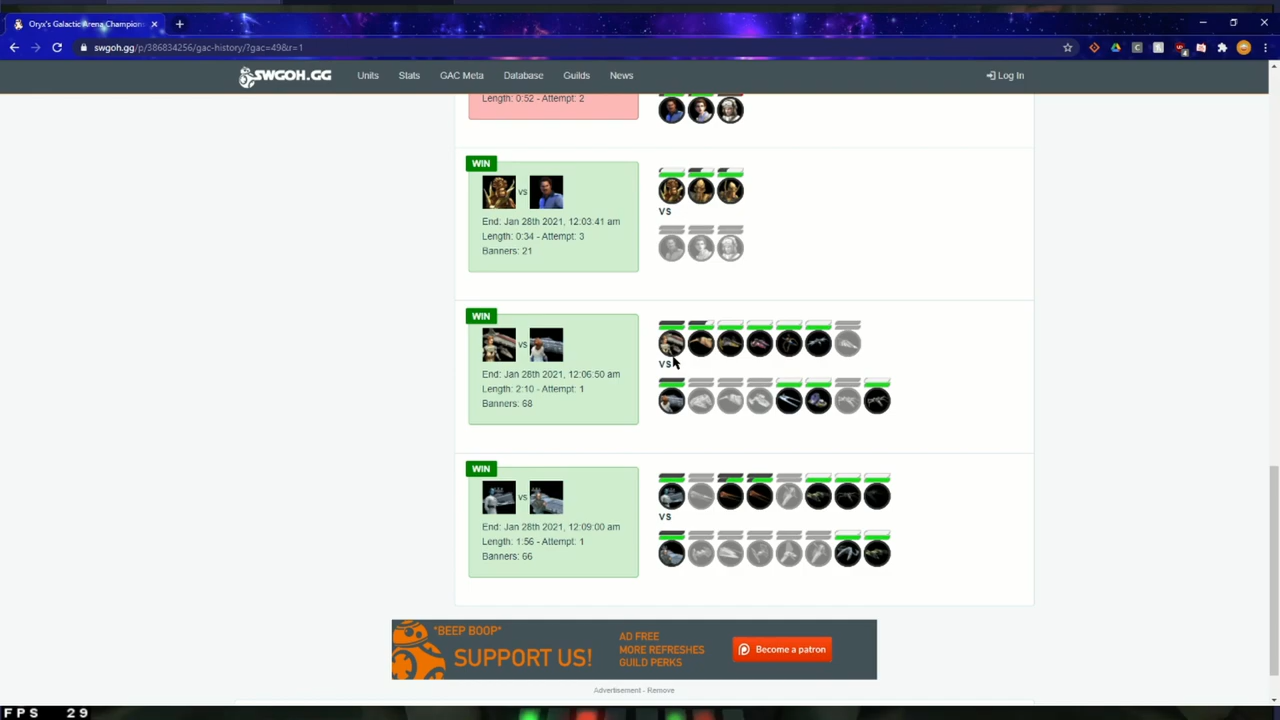 Oryx's Galactic Arena Champions
swgoh.gg/p/386834256/gac-history/?gac=49&r=1
SWGOH.GG
Units
Stats
GAC Meta
Database
Guilds
News
Log In
Length: 0:52 - Attempt: 2
WIN
vs
End: Jan 28th 2021, 12:03:41 am
Length: 0:34 - Attempt: 3
Banners: 21
VS
WIN
vs
End: Jan 28th 2021, 12:06:50 am
Length: 2:10 - Attempt: 1
Banners: 68
VS
WIN
vs
End: Jan 28th 2021, 12:09:00 am
Length: 1:56 - Attempt: 1
Banners: 66
VS
*BEEP BOOP*
SUPPORT US!
AD FREE
MORE REFRESHES
GUILD PERKS
Become a patron
Advertisement - Remove
FPS 29